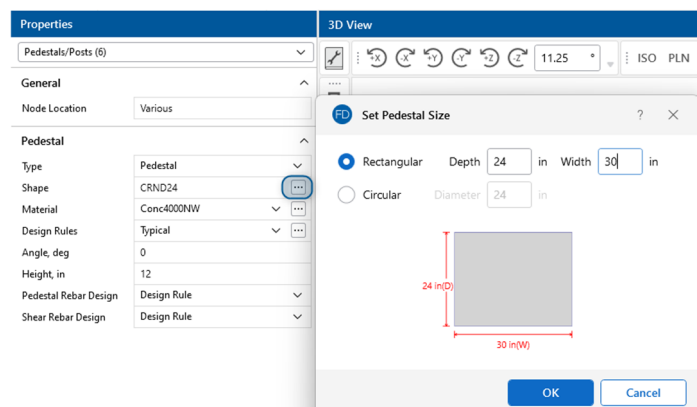 Properties
Pedestals/Posts (6)
General
Node Location Various
Pedestal
Type Pedestal
Shape CRND24 ...
Material Conc4000NW ...
Design Rules Typical ...
Angle, deg 0
Height, in 12
Pedestal Rebar Design Design Rule
Shear Rebar Design Design Rule
3D View
+X -X +Y -Y +Z -Z 11.25 ° ISO PLN
FD Set Pedestal Size ?
Rectangular Depth 24 in Width 30 in
Circular Diameter 24 in
24 in(D)
30 in(W)
OK Cancel